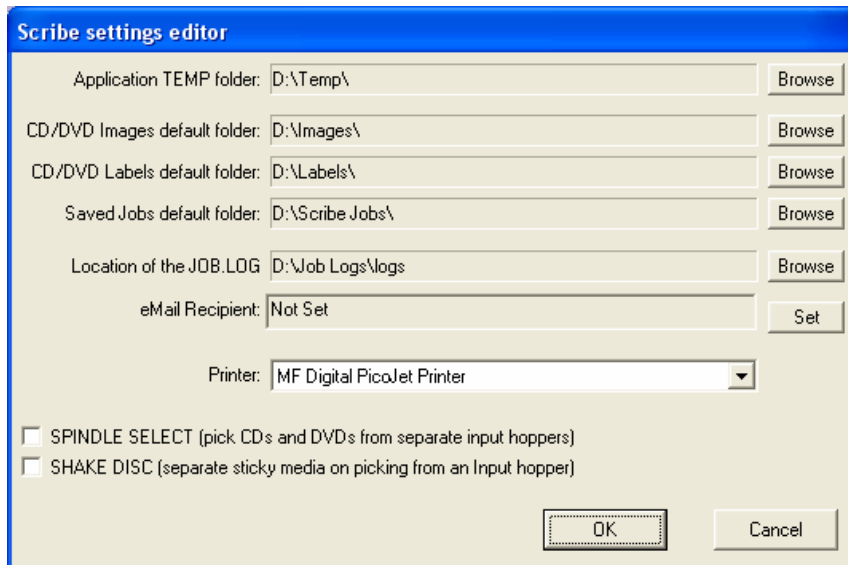 Scribe settings editor
Application TEMP folder: D:\Temp\ Browse
CD/DVD Images default folder: D:\Images\ Browse
CD/DVD Labels default folder: D:\Labels\ Browse
Saved Jobs default folder: D:\Scribe Jobs\ Browse
Location of the JOB.LOG D:\Job Logs\logs Browse
eMail Recipient: Not Set Set
Printer: MF Digital PicoJet Printer
SPINDLE SELECT (pick CDs and DVDs from separate input hoppers)
SHAKE DISC (separate sticky media on picking from an Input hopper)
OK Cancel